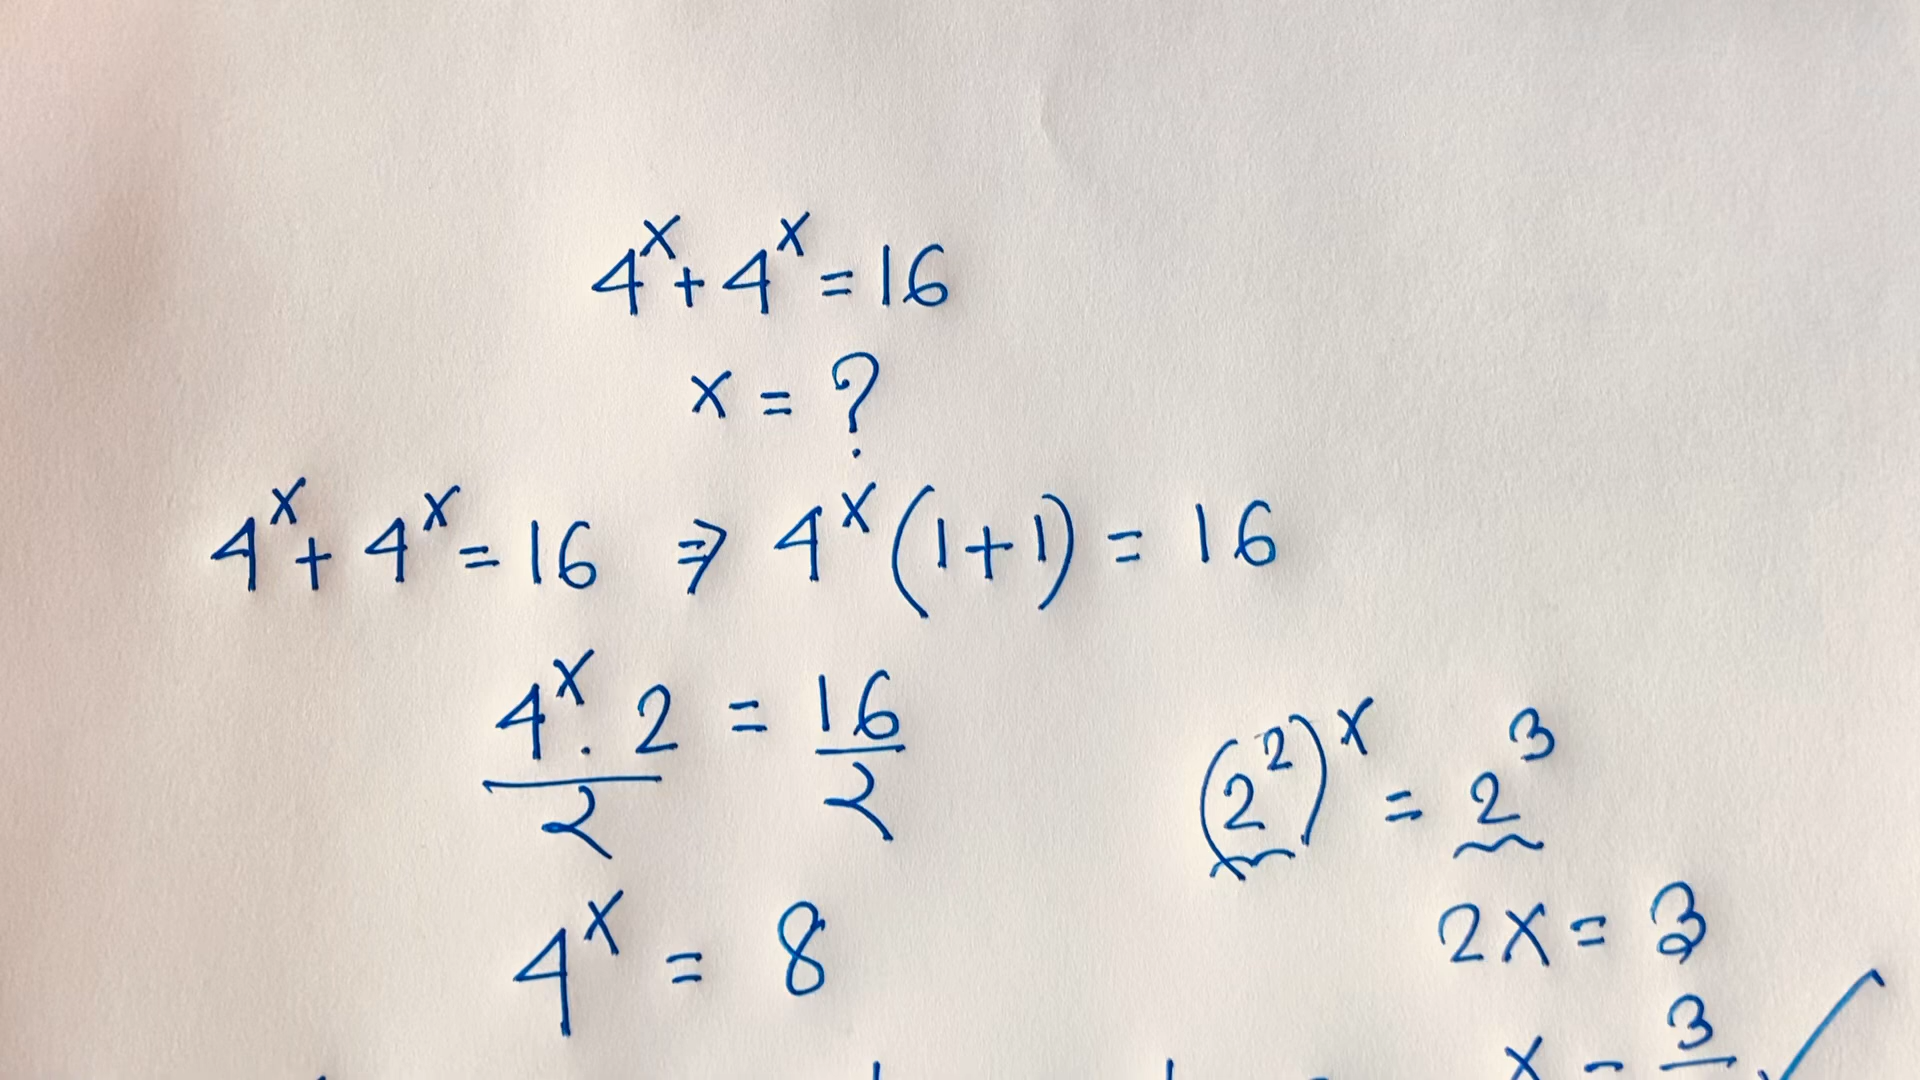 4^x + 4^x = 16
x = ?
4^x + 4^x = 16 ⇒ 4^x (1+1) = 16
4^x . 2 / 2 = 16 / 2
4^x = 8
(2^2)^x = 2^3
2x = 3
x = 3